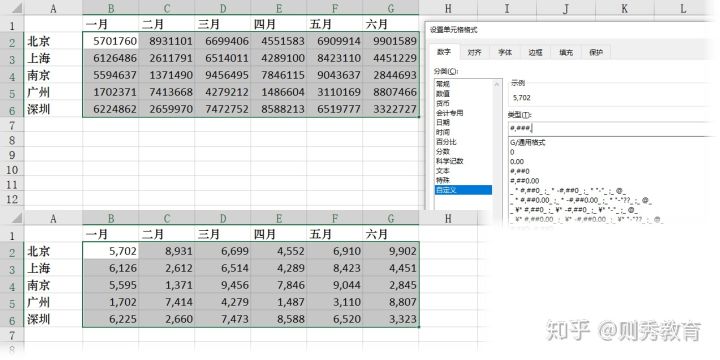 A B C D E F G H I J K L
1 一月 二月 三月 四月 五月 六月
2 北京 5701760 8931101 6699406 4551583 6909914 9901589
3 上海 6126486 2611791 6514011 4289100 8423110 4451229
4 南京 5594637 1371490 9456495 7846115 9043637 2844693
5 广州 1702371 7413668 4279212 1486604 3110169 8807466
6 深圳 6224862 2659970 7472752 8588213 6519777 3322727
7
8
9
10
11
12
设置单元格格式
数字 对齐 字体 边框 填充 保护
分类(C):
常规
数值
货币
会计专用
日期
时间
百分比
分数
科学记数
文本
特殊
自定义
示例
5,702
类型(T):
#,###,
G/通用格式
0
0.00
#,##0
#,##0.00
_ * #,##0_ ;_ * -#,##0_ ;_ * "-"_ ;_ @_
_ * #,##0.00_ ;_ * -#,##0.00_ ;_ * "-"??_ ;_ @_
_ ¥* #,##0_ ;_ ¥* -#,##0_ ;_ ¥* "-"_ ;_ @_
_ ¥* #,##0.00_ ;_ ¥* -#,##0.00_ ;_ ¥* "-"??_ ;_ @_
A B C D E F G H
1 一月 二月 三月 四月 五月 六月
2 北京 5,702 8,931 6,699 4,552 6,910 9,902
3 上海 6,126 2,612 6,514 4,289 8,423 4,451
4 南京 5,595 1,371 9,456 7,846 9,044 2,845
5 广州 1,702 7,414 4,279 1,487 3,110 8,807
6 深圳 6,225 2,660 7,473 8,588 6,520 3,323
7
8
知乎 @则秀教育